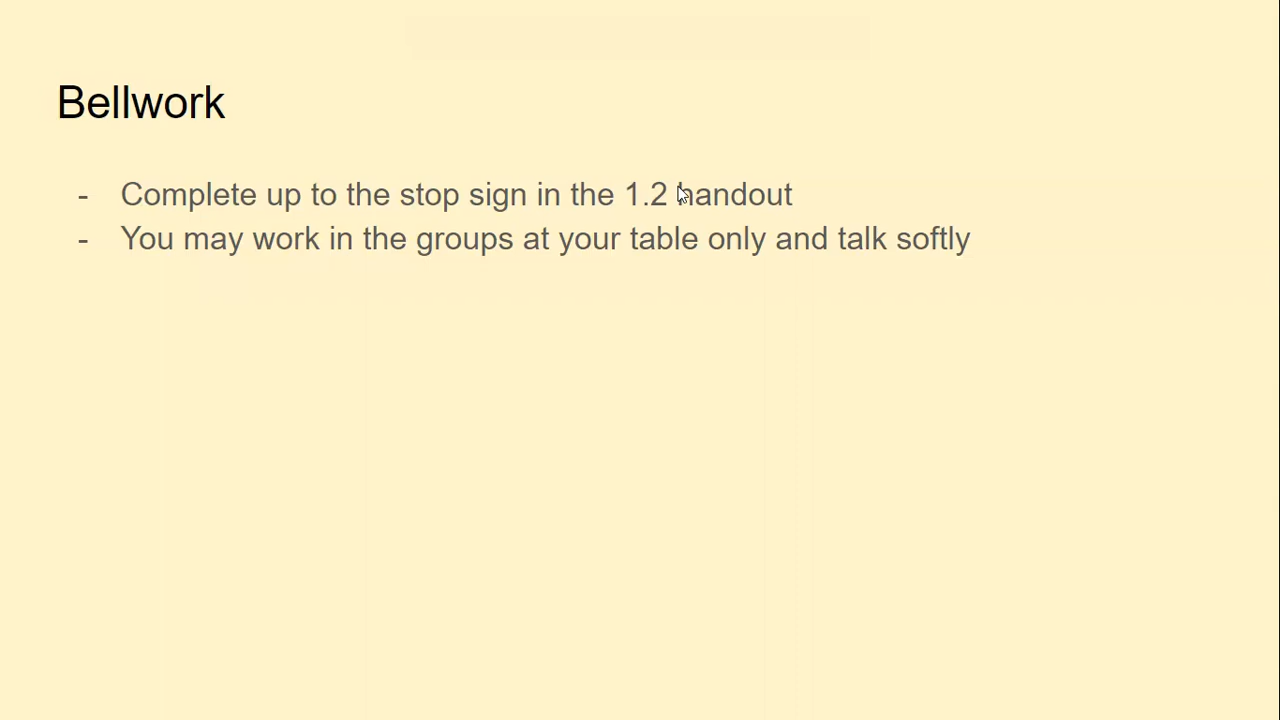 Bellwork
- Complete up to the stop sign in the 1.2 handout
- You may work in the groups at your table only and talk softly